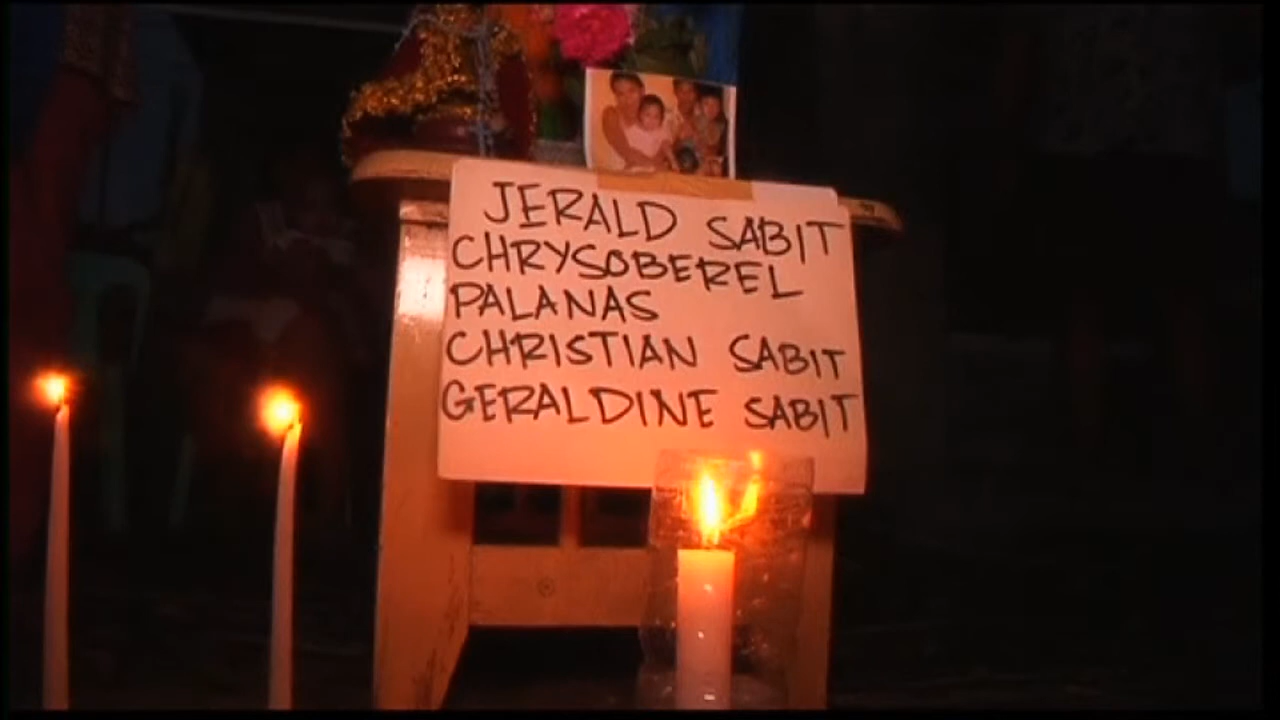 JERALD SABIT
CHRYSOBEREL
PALANAS
CHRISTIAN SABIT
GERALDINE SABIT